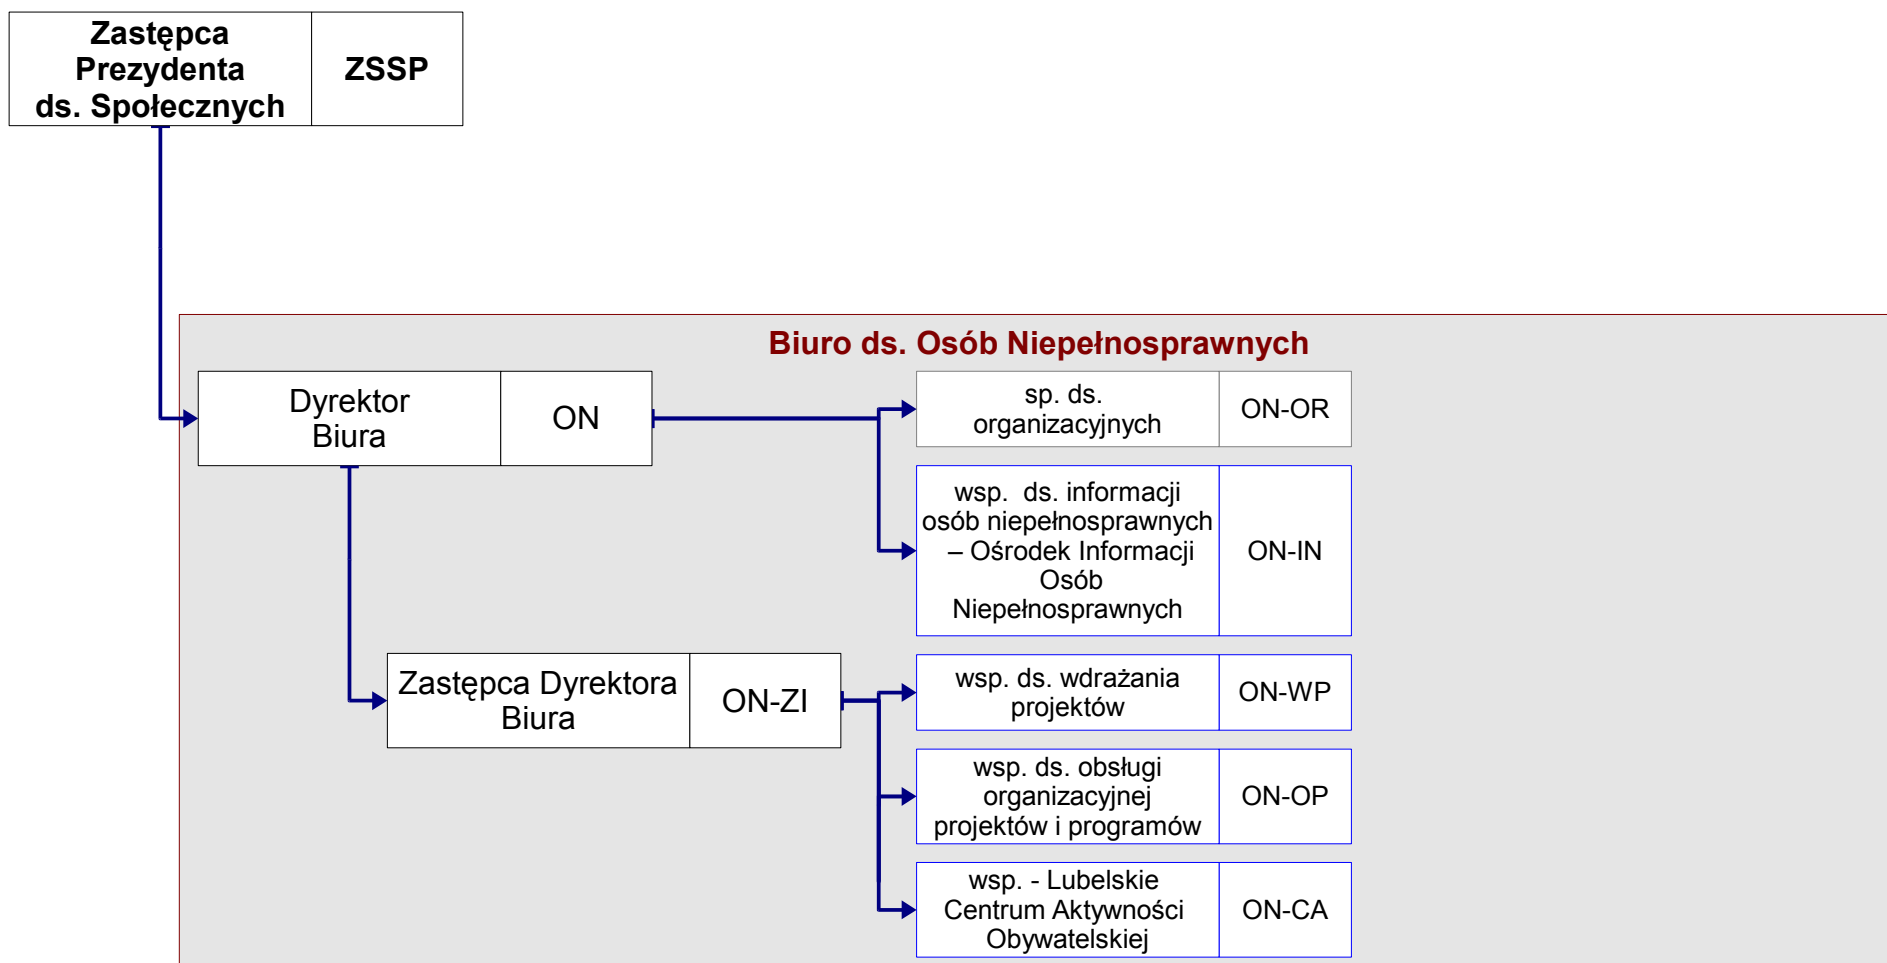 Zastępca
Prezydenta
ds. Społecznych
ZSSP
Biuro ds. Osób Niepełnosprawnych
Dyrektor
Biura
ON
sp. ds.
organizacyjnych
ON-OR
wsp.  ds. informacji
osób niepełnosprawnych
– Ośrodek Informacji
Osób
Niepełnosprawnych
ON-IN
Zastępca Dyrektora
Biura
ON-ZI
wsp. ds. wdrażania
projektów
ON-WP
wsp. ds. obsługi
organizacyjnej
projektów i programów
ON-OP
wsp. - Lubelskie
Centrum Aktywności
Obywatelskiej
ON-CA